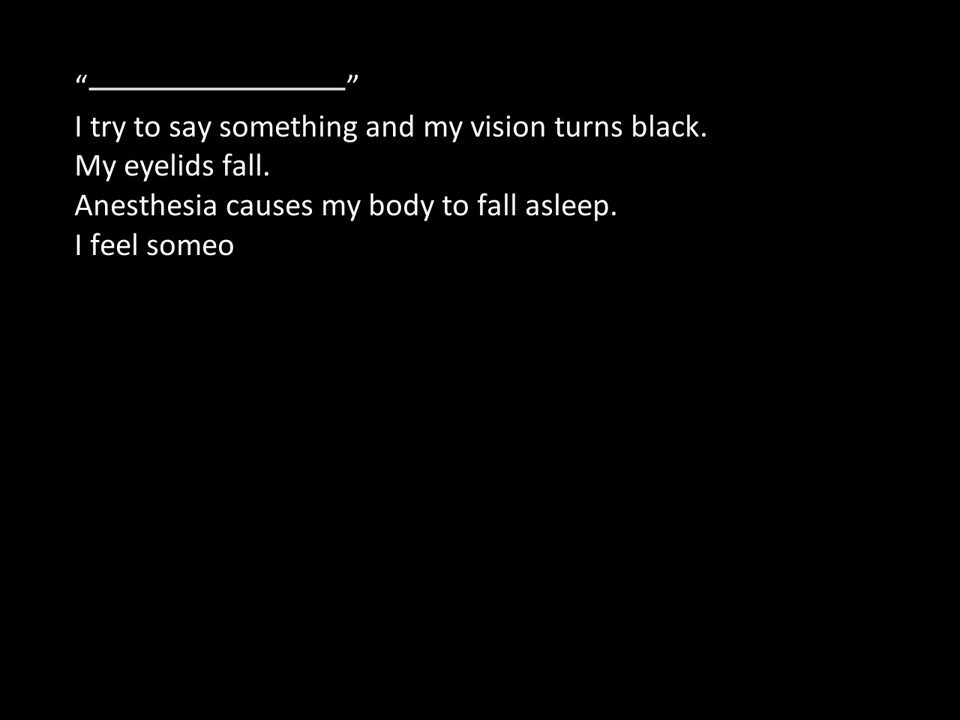 “————————”
I try to say something and my vision turns black.
My eyelids fall.
Anesthesia causes my body to fall asleep.
I feel someo